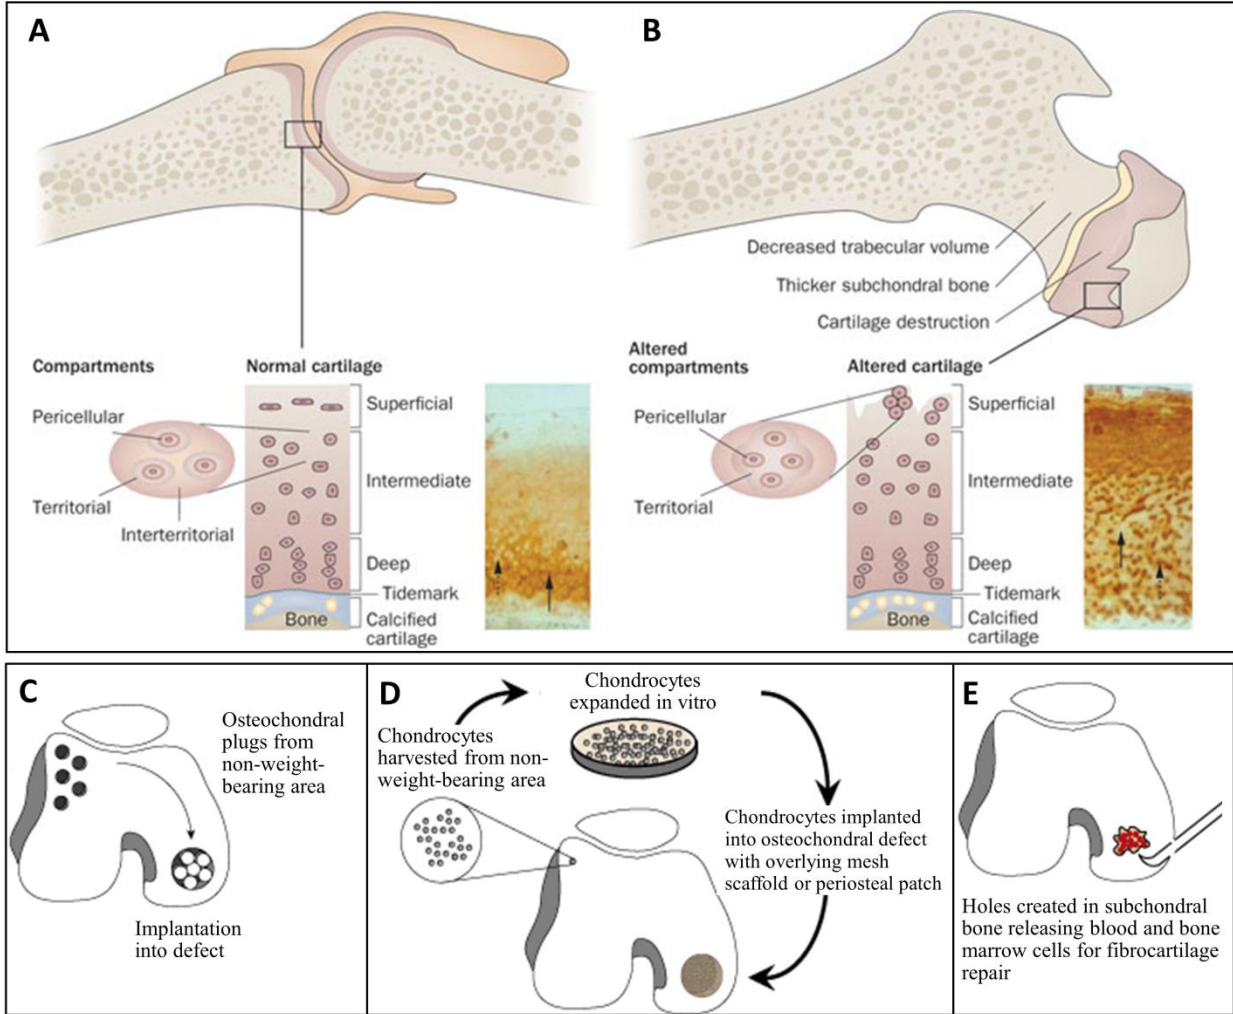 A
Compartments
Normal cartilage
Pericellular
Territorial
Interterritorial
Superficial
Intermediate
Deep
Tidemark
Calcified
cartilage
Bone
B
Decreased trabecular volume
Thicker subchondral bone
Cartilage destruction
Altered
compartments
Altered cartilage
Pericellular
Territorial
Superficial
Intermediate
Deep
Tidemark
Calcified
cartilage
Bone
C
Osteochondral
plugs from
non-weight-
bearing area
Implantation
into defect
D
Chondrocytes
expanded in vitro
Chondrocytes
harvested from non-
weight-bearing area
Chondrocytes implanted
into osteochondral defect
with overlying mesh
scaffold or periosteal patch
E
Holes created in subchondral
bone releasing blood and bone
marrow cells for fibrocartilage
repair